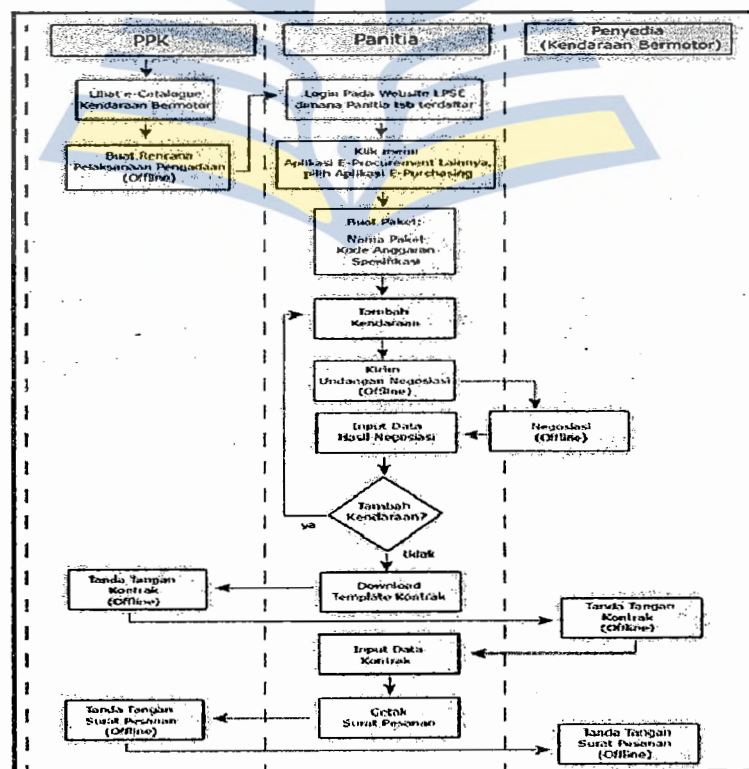 PPK
Panitia
Penyedia
(Kendaraan Bermotor)
Lihat e-Catalogue
Kendaraan Bermotor
Login Pada Website LPSE
dimana Panitia tsb terdaftar
Buat Rencana
Pelaksanaan Pengadaan
(Offline)
Klik menu
Aplikasi E-Procurement Lainnya,
pilih Aplikasi E-Purchasing
Buat Paket:
Nama Paket
Kode Anggaran
Spesifikasi
Tambah
Kendaraan
Kirim
Undangan Negosiasi
(Offline)
Input Data
Hasil Negosiasi
Negosiasi
(Offline)
Tambah
Kendaraan?
ya
tidak
Tanda Tangan
Kontrak
(Offline)
Download
Template Kontrak
Tanda Tangan
Kontrak
(Offline)
Input Data
Kontrak
Tanda Tangan
Surat Pesanan
(Offline)
Cetak
Surat Pesanan
Tanda Tangan
Surat Pesanan
(Offline)